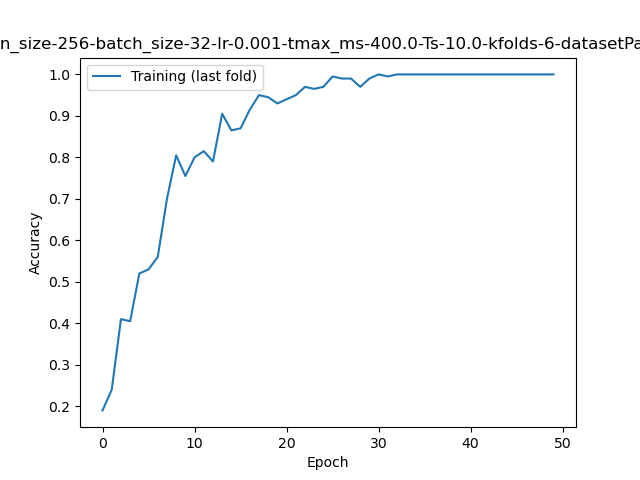 n_size-256-batch_size-32-lr-0.001-tmax_ms-400.0-Ts-10.0-kfolds-6-datasetPa
Training (last fold)
1.0
0.9
0.8
0.7
0.6
0.5
0.4
0.3
0.2
Accuracy
0 10 20 30 40 50
Epoch